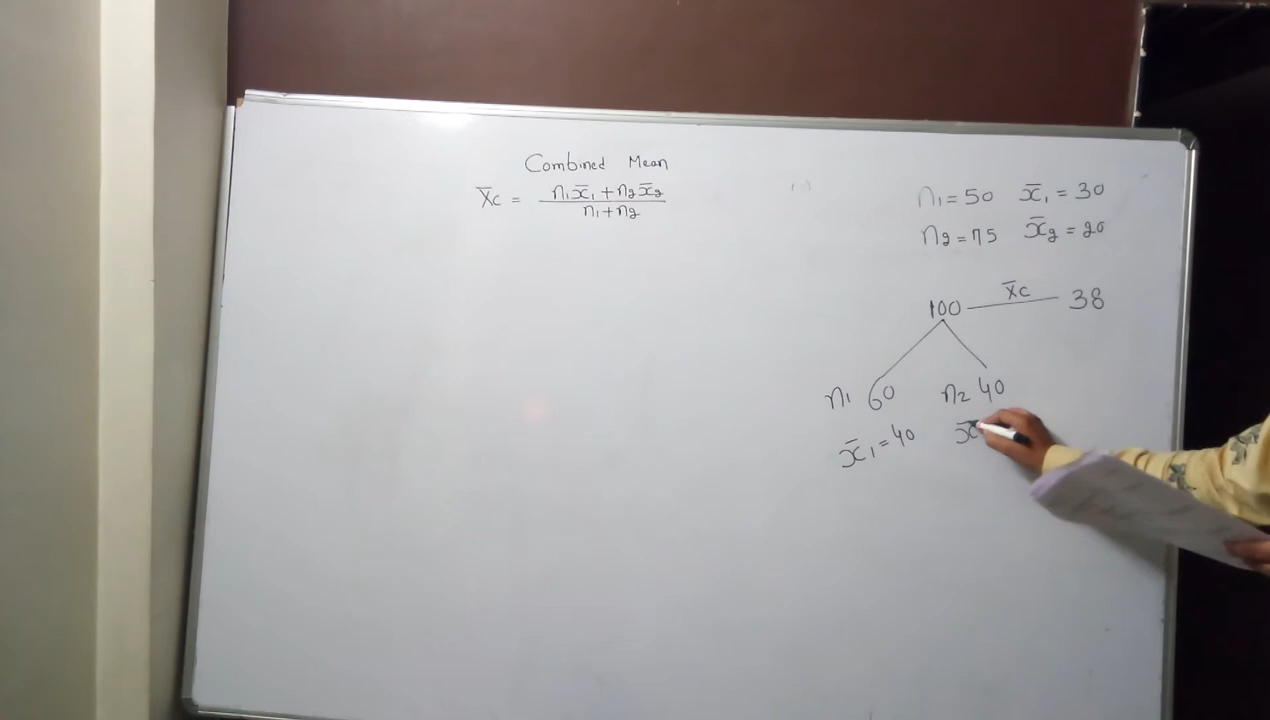 Combined Mean
X̄c = n₁x̄₁ + n₂x̄₂ / n₁ + n₂
n₁ = 50 x̄₁ = 30
n₂ = 75 x̄₂ = 20
100 X̄c 38
n₁ 60 n₂ 40
x̄₁ = 40 x̄